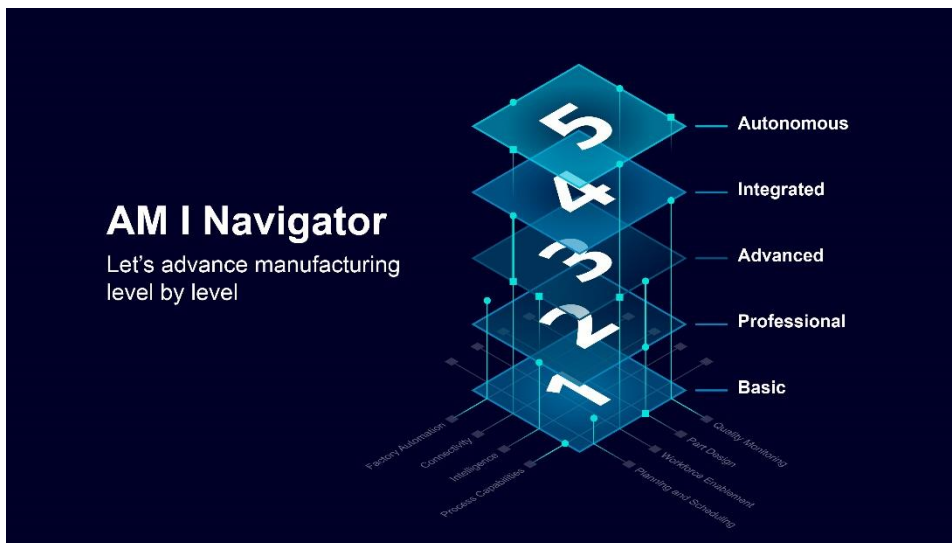 AM I Navigator
Let's advance manufacturing
level by level
5
Autonomous
4
Integrated
3
Advanced
2
Professional
1
Basic
Factory Automation
Connectivity
Intelligence
Process Capabilities
Quality Monitoring
Part Design
Workforce Enablement
Planning and Scheduling